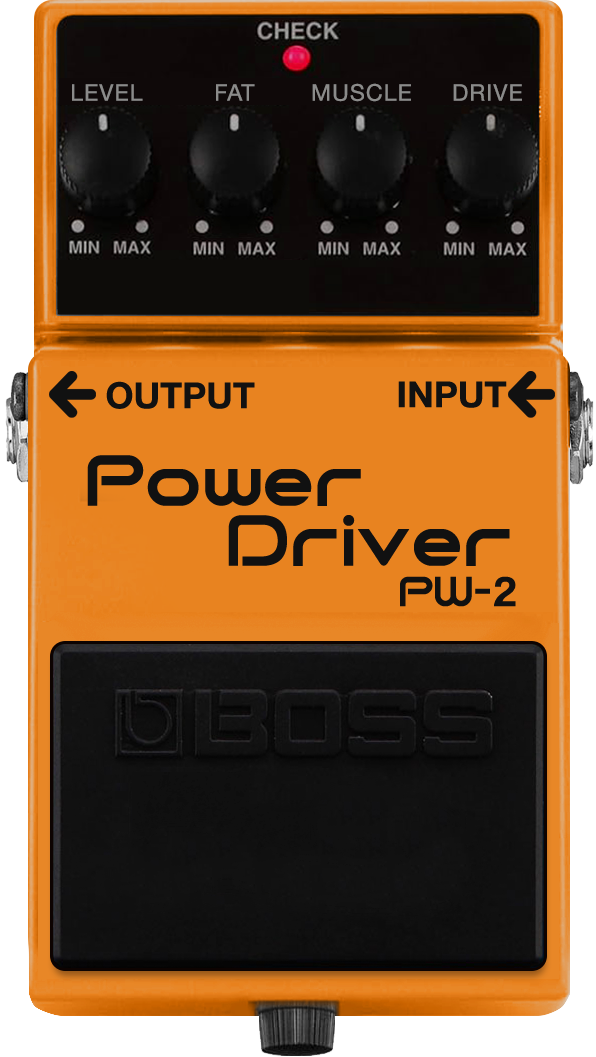 CHECK
LEVEL FAT MUSCLE DRIVE
MIN MAX MIN MAX MIN MAX MIN MAX
OUTPUT INPUT
Power
Driver
PW-2
BOSS